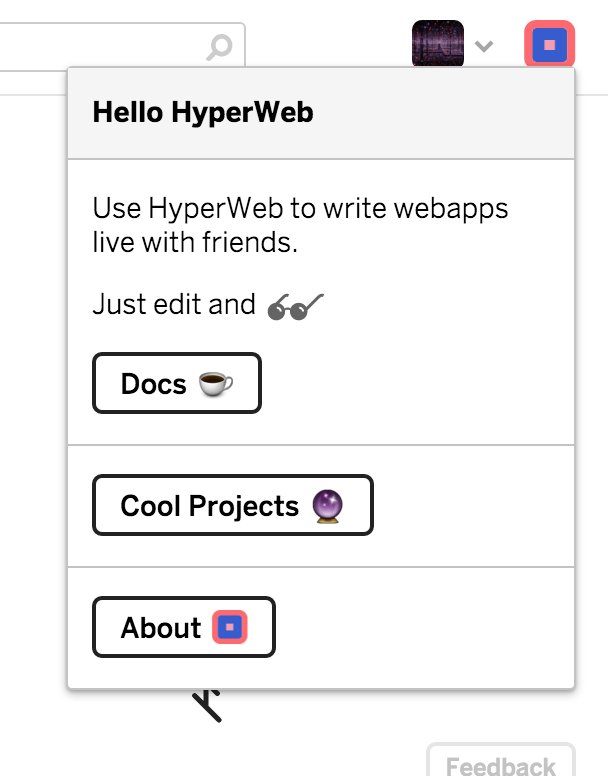 Hello HyperWeb
Use HyperWeb to write webapps
live with friends.
Just edit and
Docs
Cool Projects
About
Feedback